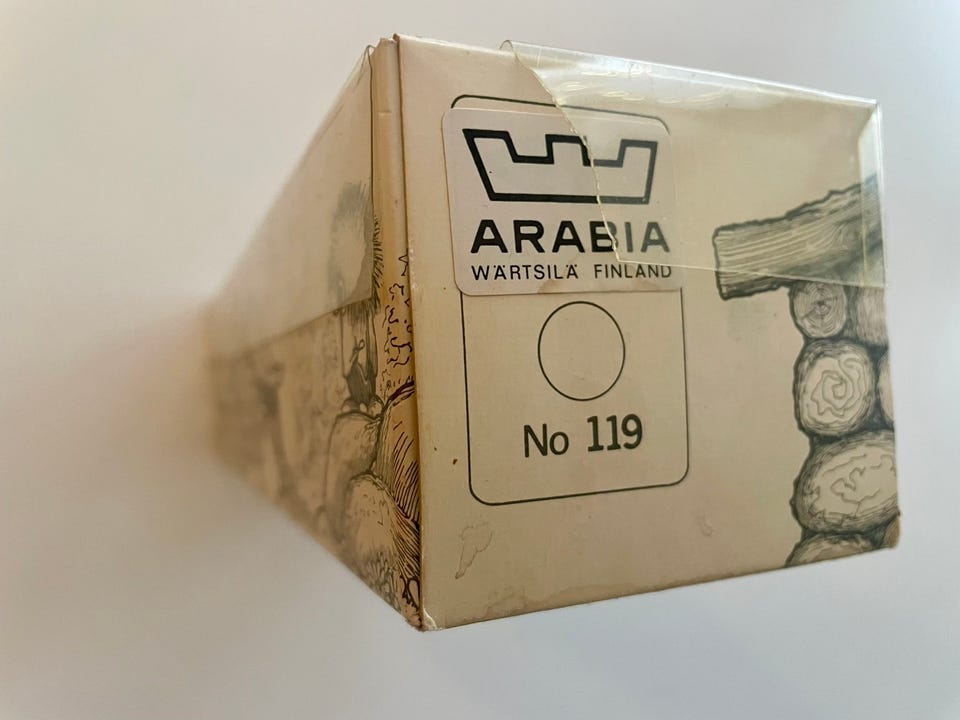 ARABIA
WÄRTSILÄ FINLAND
No 119